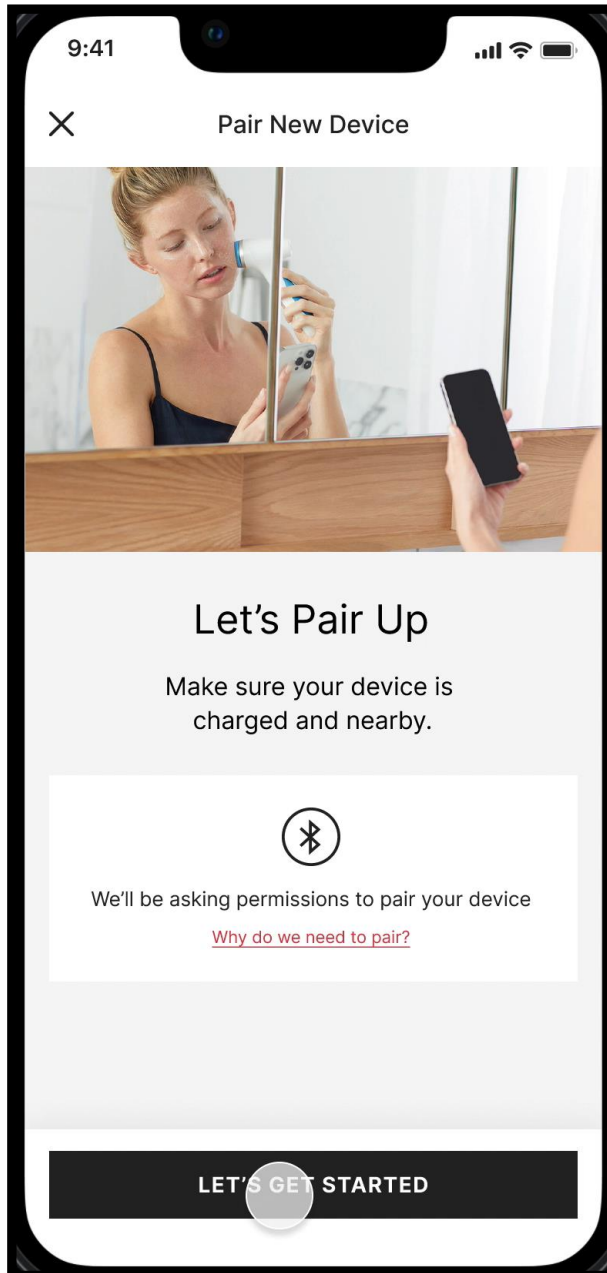 9:41
Pair New Device
Let’s Pair Up
Make sure your device is
charged and nearby.
We’ll be asking permissions to pair your device
Why do we need to pair?
LET’S GET STARTED